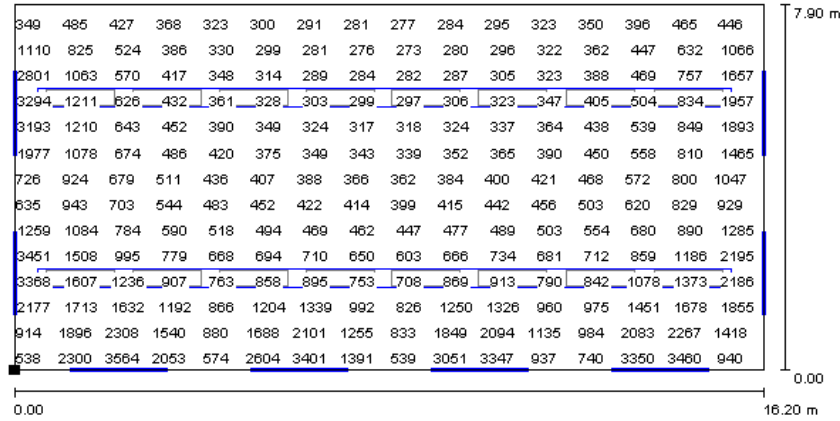 349 485 427 368 323 300 291 281 277 284 295 323 350 396 465 446
7.90 m
1110 825 524 386 330 299 281 276 273 280 296 322 362 447 632 1066
2801 1063 570 417 348 314 289 284 282 287 305 323 388 469 757 1657
3294 1211 626 432 361 328 303 299 297 306 323 347 405 504 834 1957
3193 1210 643 452 390 349 324 317 318 324 337 364 438 539 849 1893
1977 1078 674 486 420 375 349 343 339 352 365 390 450 558 810 1465
726 924 679 511 436 407 388 366 362 384 400 421 468 572 800 1047
635 943 703 544 483 452 422 414 399 415 442 456 503 620 829 929
1259 1084 784 590 518 494 469 462 447 477 489 503 554 680 890 1285
3451 1508 995 779 668 694 710 650 603 666 734 681 712 859 1186 2195
3368 1607 1236 907 763 858 895 753 708 869 913 790 842 1078 1373 2186
2177 1713 1632 1192 866 1204 1339 992 826 1250 1326 960 975 1451 1678 1855
914 1896 2308 1540 880 1688 2101 1255 833 1849 2094 1135 984 2083 2267 1418
538 2300 3564 2053 574 2604 3401 1391 539 3051 3347 937 740 3350 3460 940
0.00
0.00
16.20 m